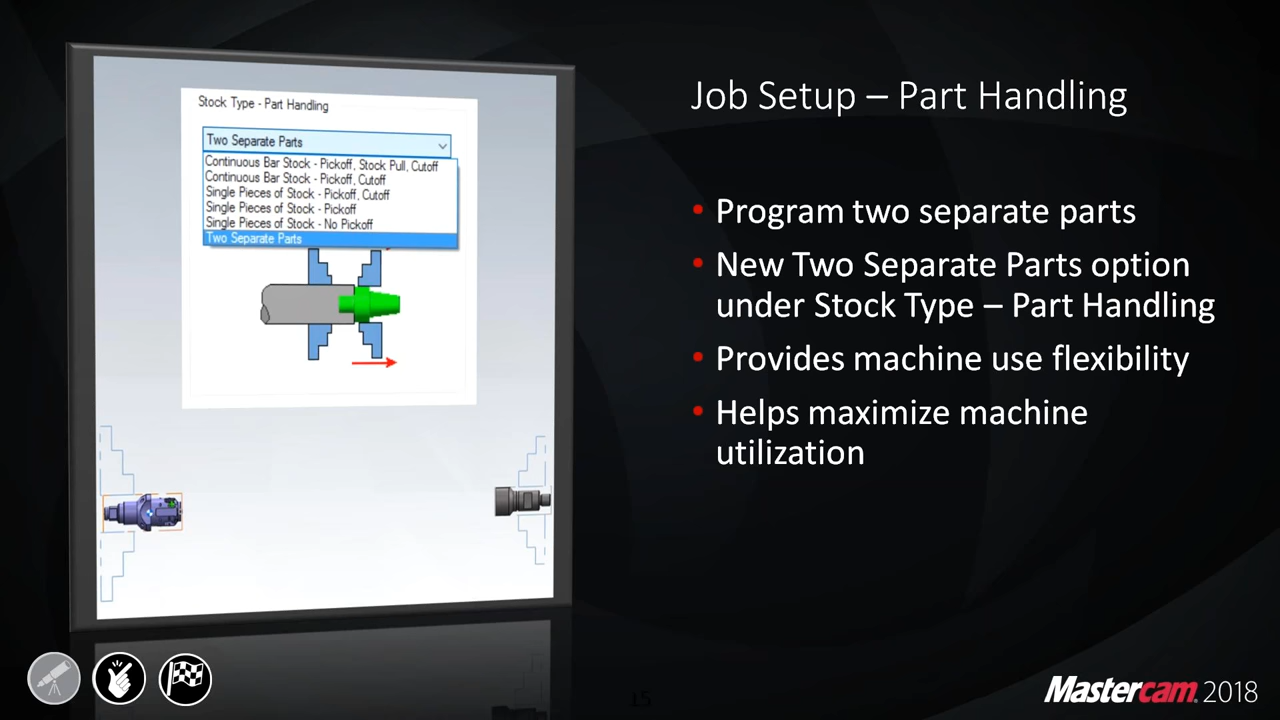 Stock Type - Part Handling
Two Separate Parts
Continuous Bar Stock - Pickoff, Stock Pull, Cutoff
Continuous Bar Stock - Pickoff, Cutoff
Single Pieces of Stock - Pickoff, Cutoff
Single Pieces of Stock - Pickoff
Single Pieces of Stock - No Pickoff
Two Separate Parts
Job Setup – Part Handling
• Program two separate parts
• New Two Separate Parts option
under Stock Type – Part Handling
• Provides machine use flexibility
• Helps maximize machine
utilization
15
Mastercam. 2018